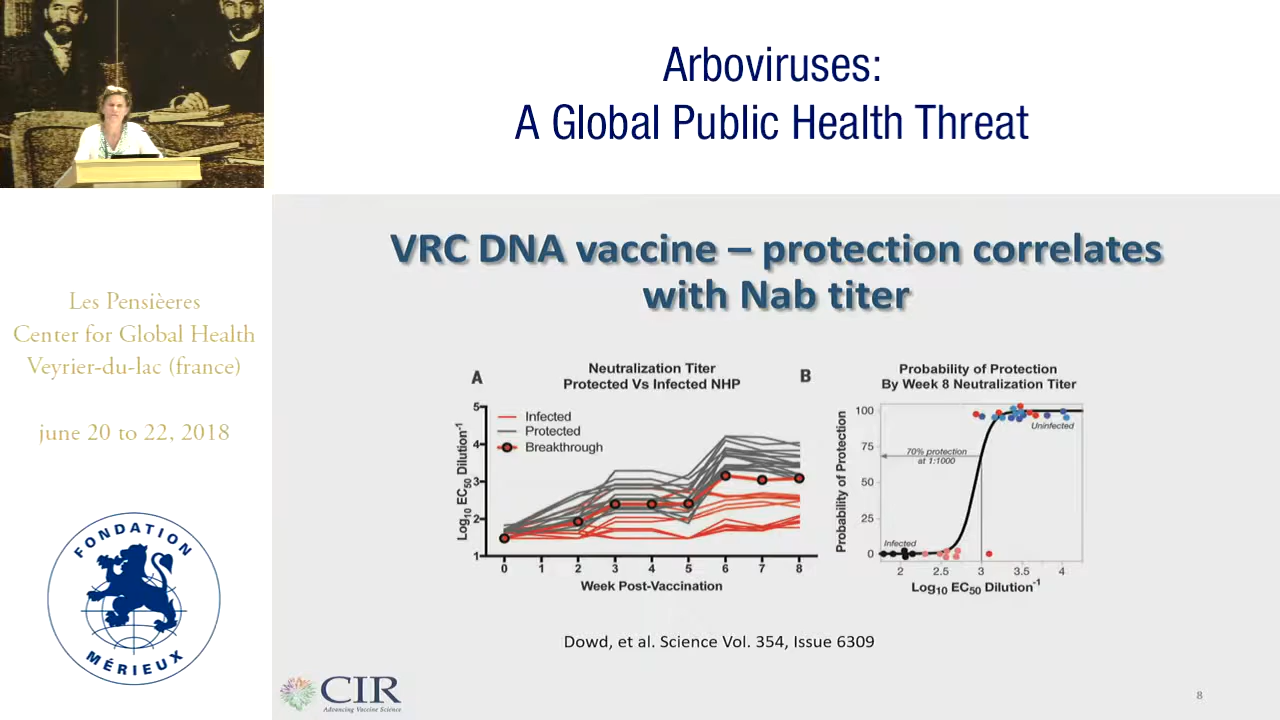 Arboviruses:
A Global Public Health Threat
Les Pensièeres
Center for Global Health
Veyrier-du-lac (france)
june 20 to 22, 2018
FONDATION
MÉRIEUX
VRC DNA vaccine – protection correlates
with Nab titer
A
Neutralization Titer
Protected Vs Infected NHP
Log10 EC50 Dilution-1
5
4
3
2
1
Infected
Protected
Breakthrough
0 1 2 3 4 5 6 7 8
Week Post-Vaccination
B
Probability of Protection
By Week 8 Neutralization Titer
Probability of Protection
100
75
50
25
0
Uninfected
70% protection
at 1:1000
Infected
2 2.5 3 3.5 4
Log10 EC50 Dilution-1
Dowd, et al. Science Vol. 354, Issue 6309
CIR
Advancing Vaccine Science
8